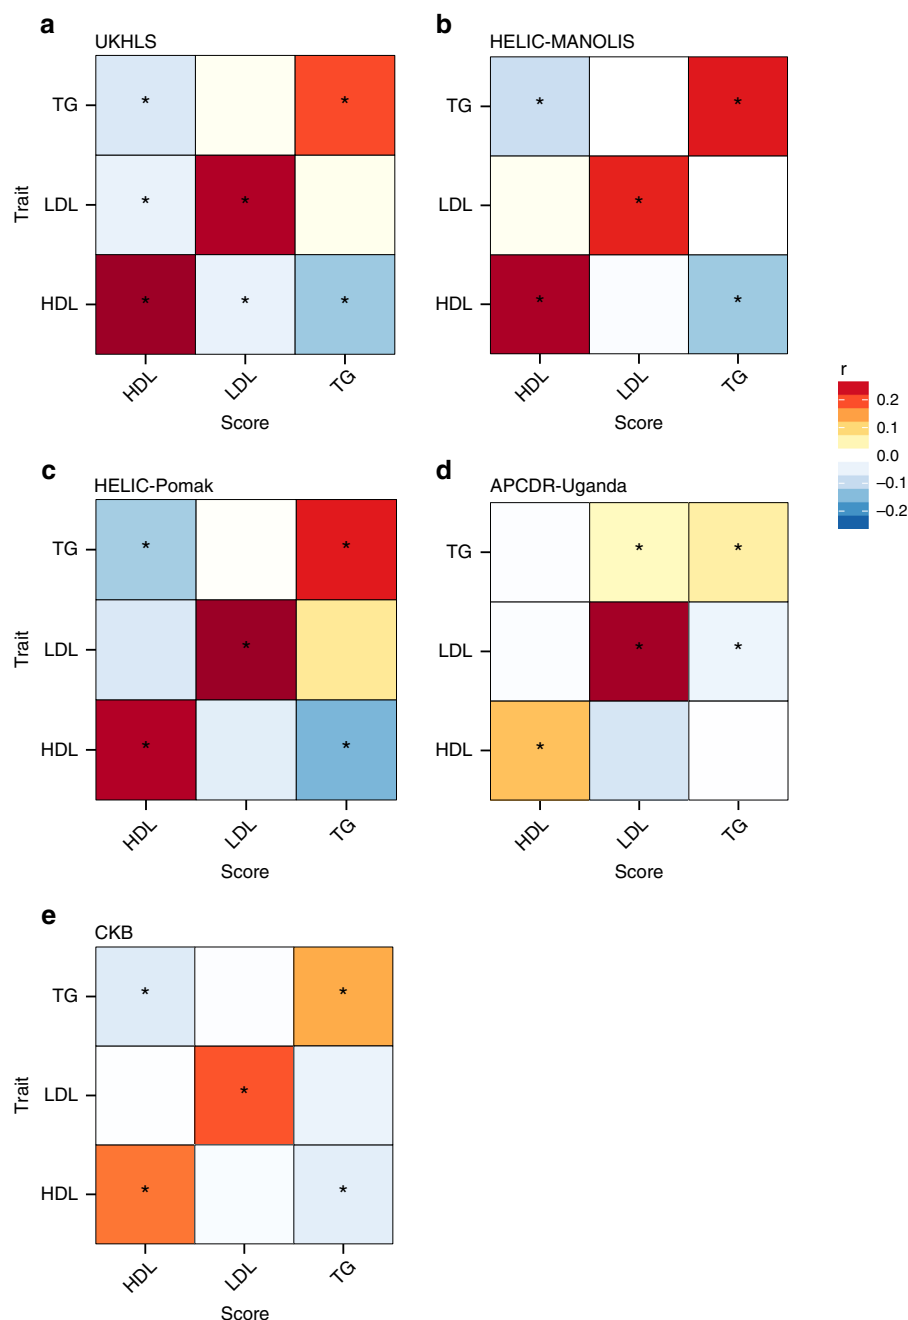 a
UKHLS
TG
*
*
LDL
*
*
HDL
*
*
*
Trait
HDL
LDL
TG
Score
b
HELIC-MANOLIS
TG
*
*
LDL
*
HDL
*
*
HDL
LDL
TG
Score
r
0.2
0.1
0.0
–0.1
–0.2
c
HELIC-Pomak
TG
*
*
LDL
*
HDL
*
*
Trait
HDL
LDL
TG
Score
d
APCDR-Uganda
TG
*
*
LDL
*
*
HDL
*
HDL
LDL
TG
Score
e
CKB
TG
*
*
LDL
*
HDL
*
*
Trait
HDL
LDL
TG
Score